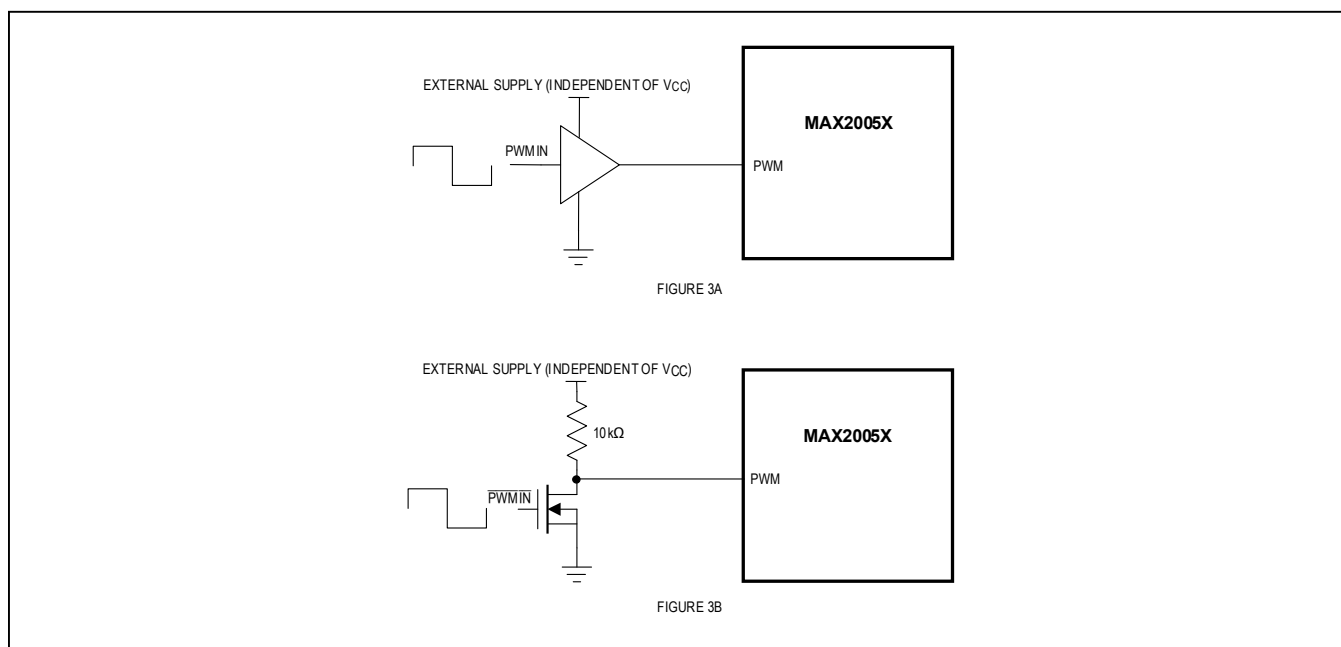 EXTERNAL SUPPLY (INDEPENDENT OF VCC)
MAX2005X
PWMIN
PWM
FIGURE 3A
EXTERNAL SUPPLY (INDEPENDENT OF VCC)
10kΩ
MAX2005X
PWM
PWMIN
FIGURE 3B